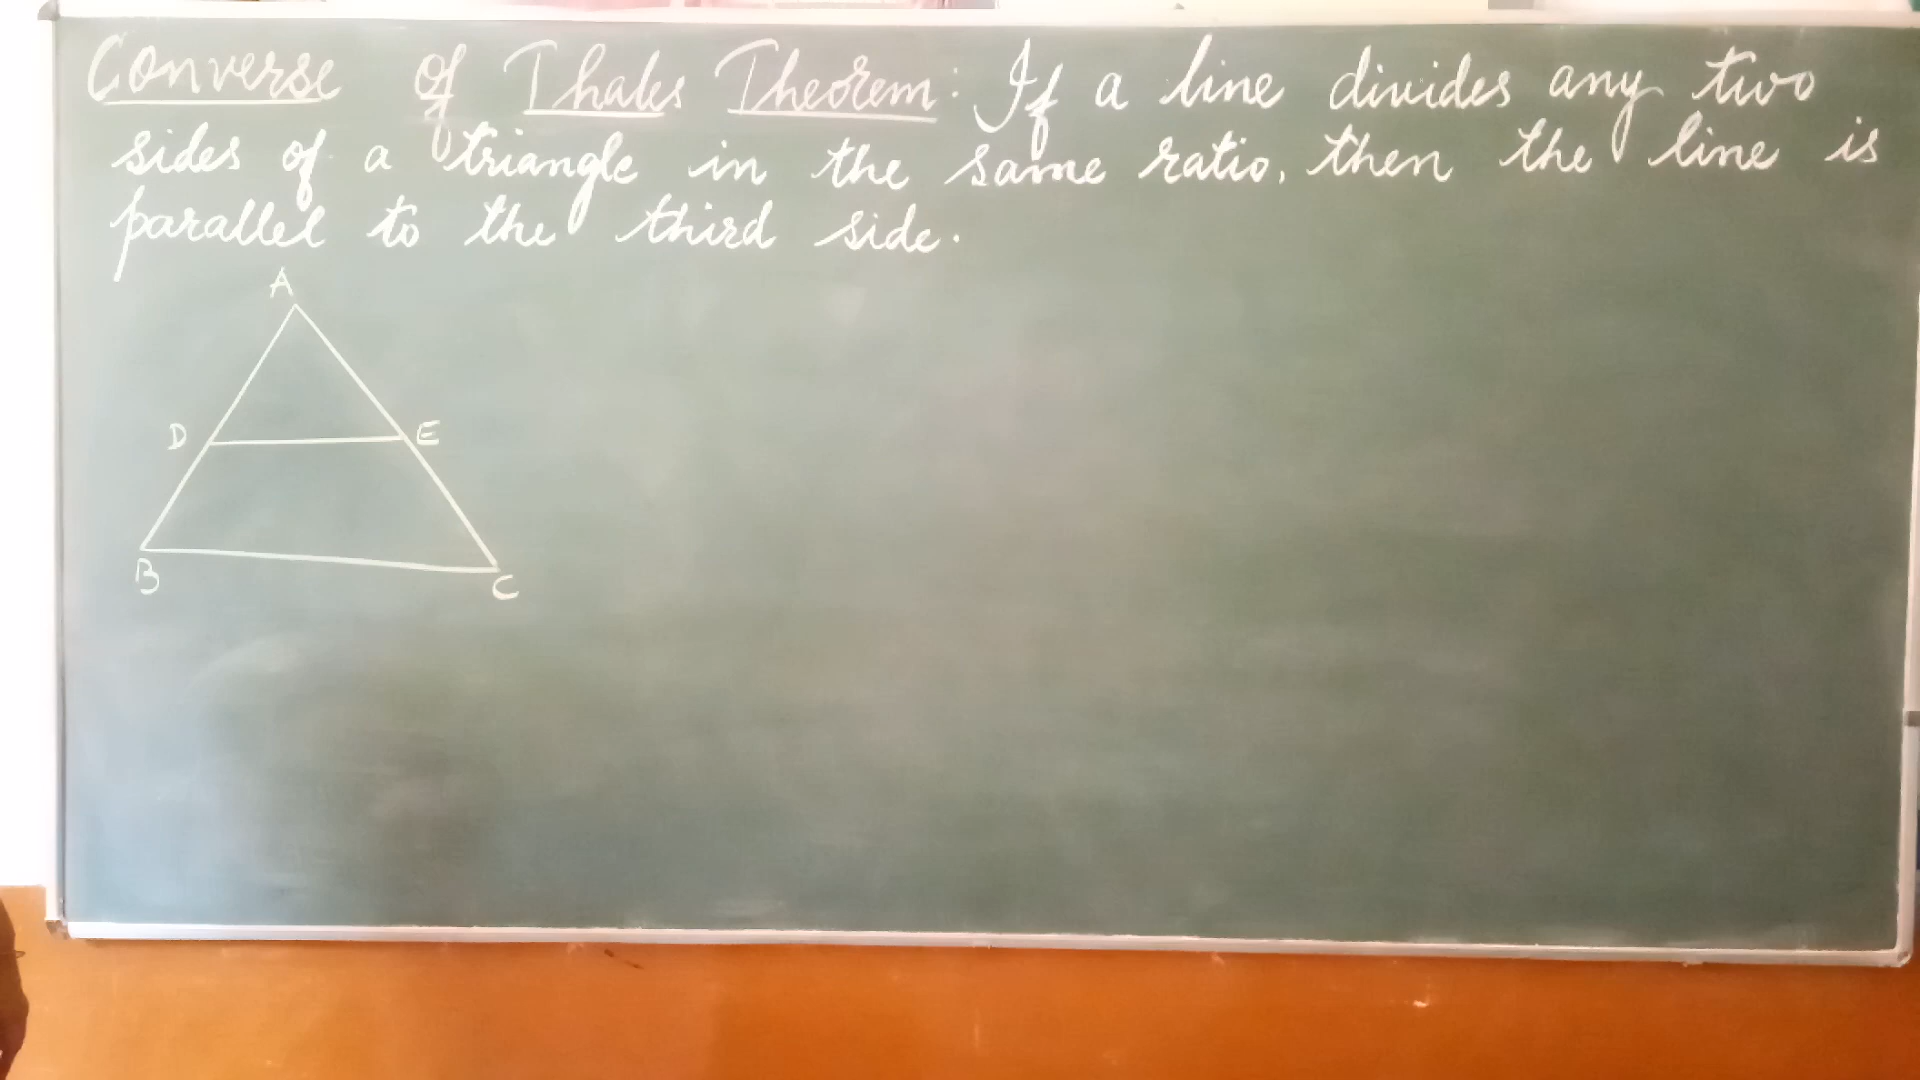 Converse of Thales Theorem: If a line divides any two
sides of a triangle in the same ratio, then the line is
parallel to the third side.
A
D E
B C